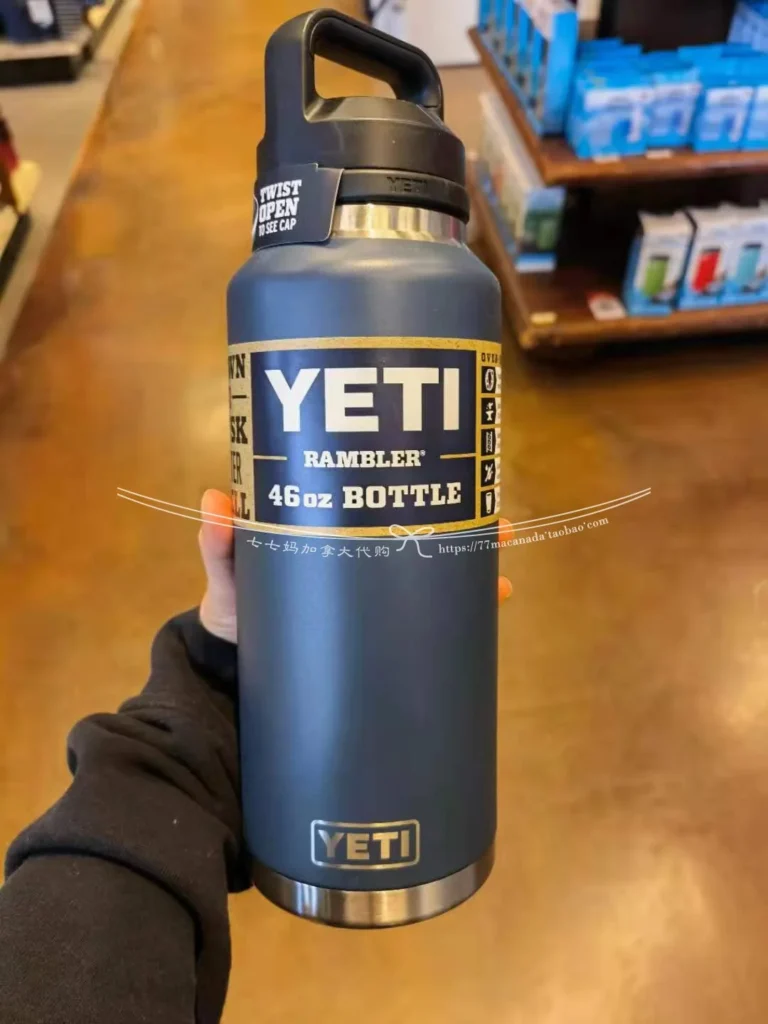 YETI
TWIST
OPEN
TO SEE CAP
YETI
RAMBLER®
46oz BOTTLE
七七妈加拿大代购
https://77macanada'taobao'com
YETI